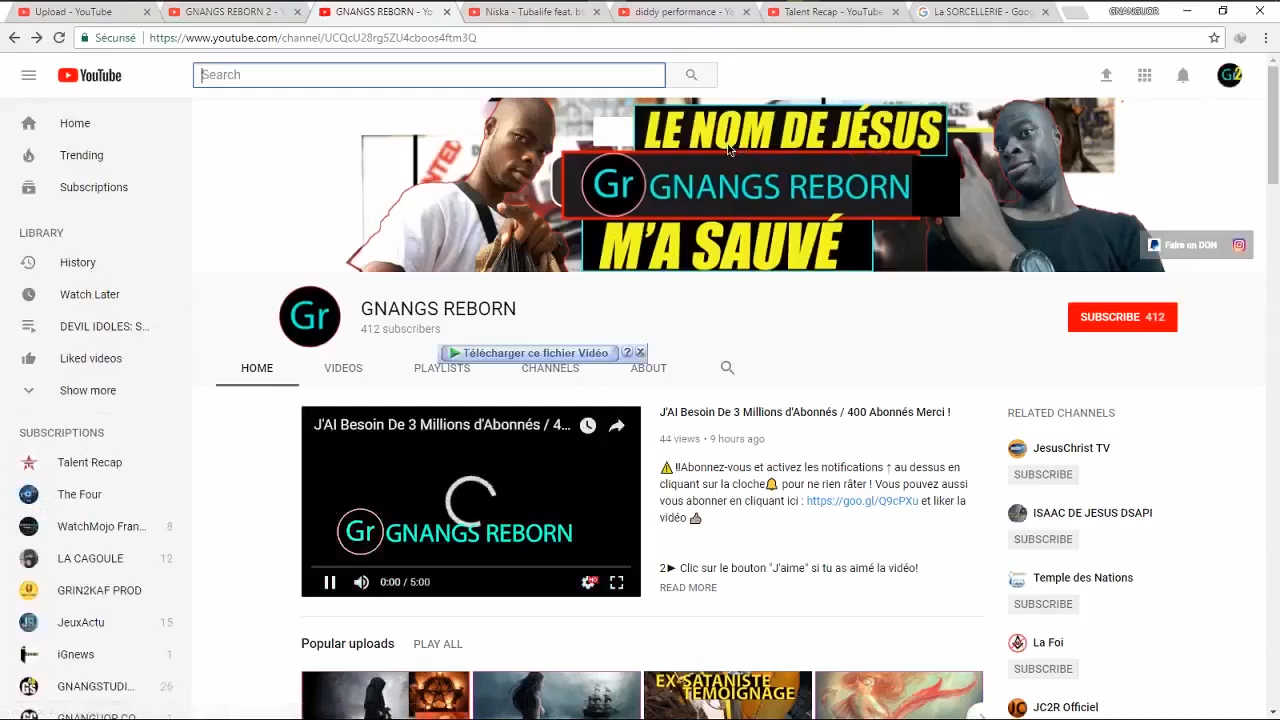 Upload - YouTube
GNANGS REBORN 2 - Y
GNANGS REBORN - Yo
Niska - Tubalife feat. b
diddy performance - Yo
Talent Recap - YouTube
La SORCELLERIE - Goog
GNANGUOR
Sécurisé
https://www.youtube.com/channel/UCQcU28rg5ZU4cboos4ftm3Q
YouTube
Search
Gr2
Home
Trending
Subscriptions
LIBRARY
History
Watch Later
DEVIL IDOLES: S...
Liked videos
Show more
SUBSCRIPTIONS
Talent Recap
The Four
WatchMojo Fran... 8
LA CAGOULE 12
GRIN2KAF PROD
JeuxActu 15
iGnews 1
GNANGSTUDI... 26
GNANGUOR CO
LE NOM DE JÉSUS
Gr GNANGS REBORN
M'A SAUVÉ
Faire un DON
Gr
GNANGS REBORN
412 subscribers
SUBSCRIBE 412
Télécharger ce fichier Vidéo ?
HOME VIDEOS PLAYLISTS CHANNELS ABOUT
J'AI Besoin De 3 Millions d'Abonnés / 4...
Gr GNANGS REBORN
0:00 / 5:00
HD
J'AI Besoin De 3 Millions d'Abonnés / 400 Abonnés Merci !
44 views • 9 hours ago
⚠️‼Abonnez-vous et activez les notifications ↑ au dessus en
cliquant sur la cloche🔔 pour ne rien râter ! Vous pouvez aussi
vous abonner en cliquant ici : https://goo.gl/Q9cPXu et liker la
vidéo 👍
2► Clic sur le bouton "J'aime" si tu as aimé la vidéo!
READ MORE
Popular uploads PLAY ALL
EX-SATANISTE
TÉMOIGNAGE
RELATED CHANNELS
JesusChrist TV
SUBSCRIBE
ISAAC DE JESUS DSAPI
SUBSCRIBE
Temple des Nations
SUBSCRIBE
La Foi
SUBSCRIBE
JC2R Officiel